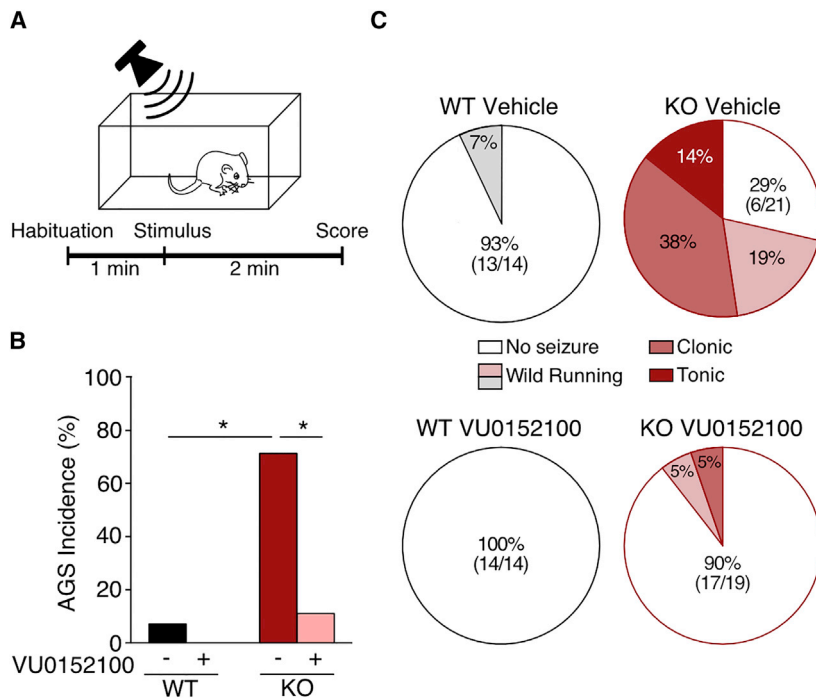 A
Habituation Stimulus Score
1 min 2 min
B
AGS Incidence (%)
100
80
60
40
20
0
* *
VU0152100 - + - +
WT KO
C
WT Vehicle
7%
93%
(13/14)
KO Vehicle
14%
29%
(6/21)
38%
19%
No seizure
Wild Running
Clonic
Tonic
WT VU0152100
100%
(14/14)
KO VU0152100
5% 5%
90%
(17/19)